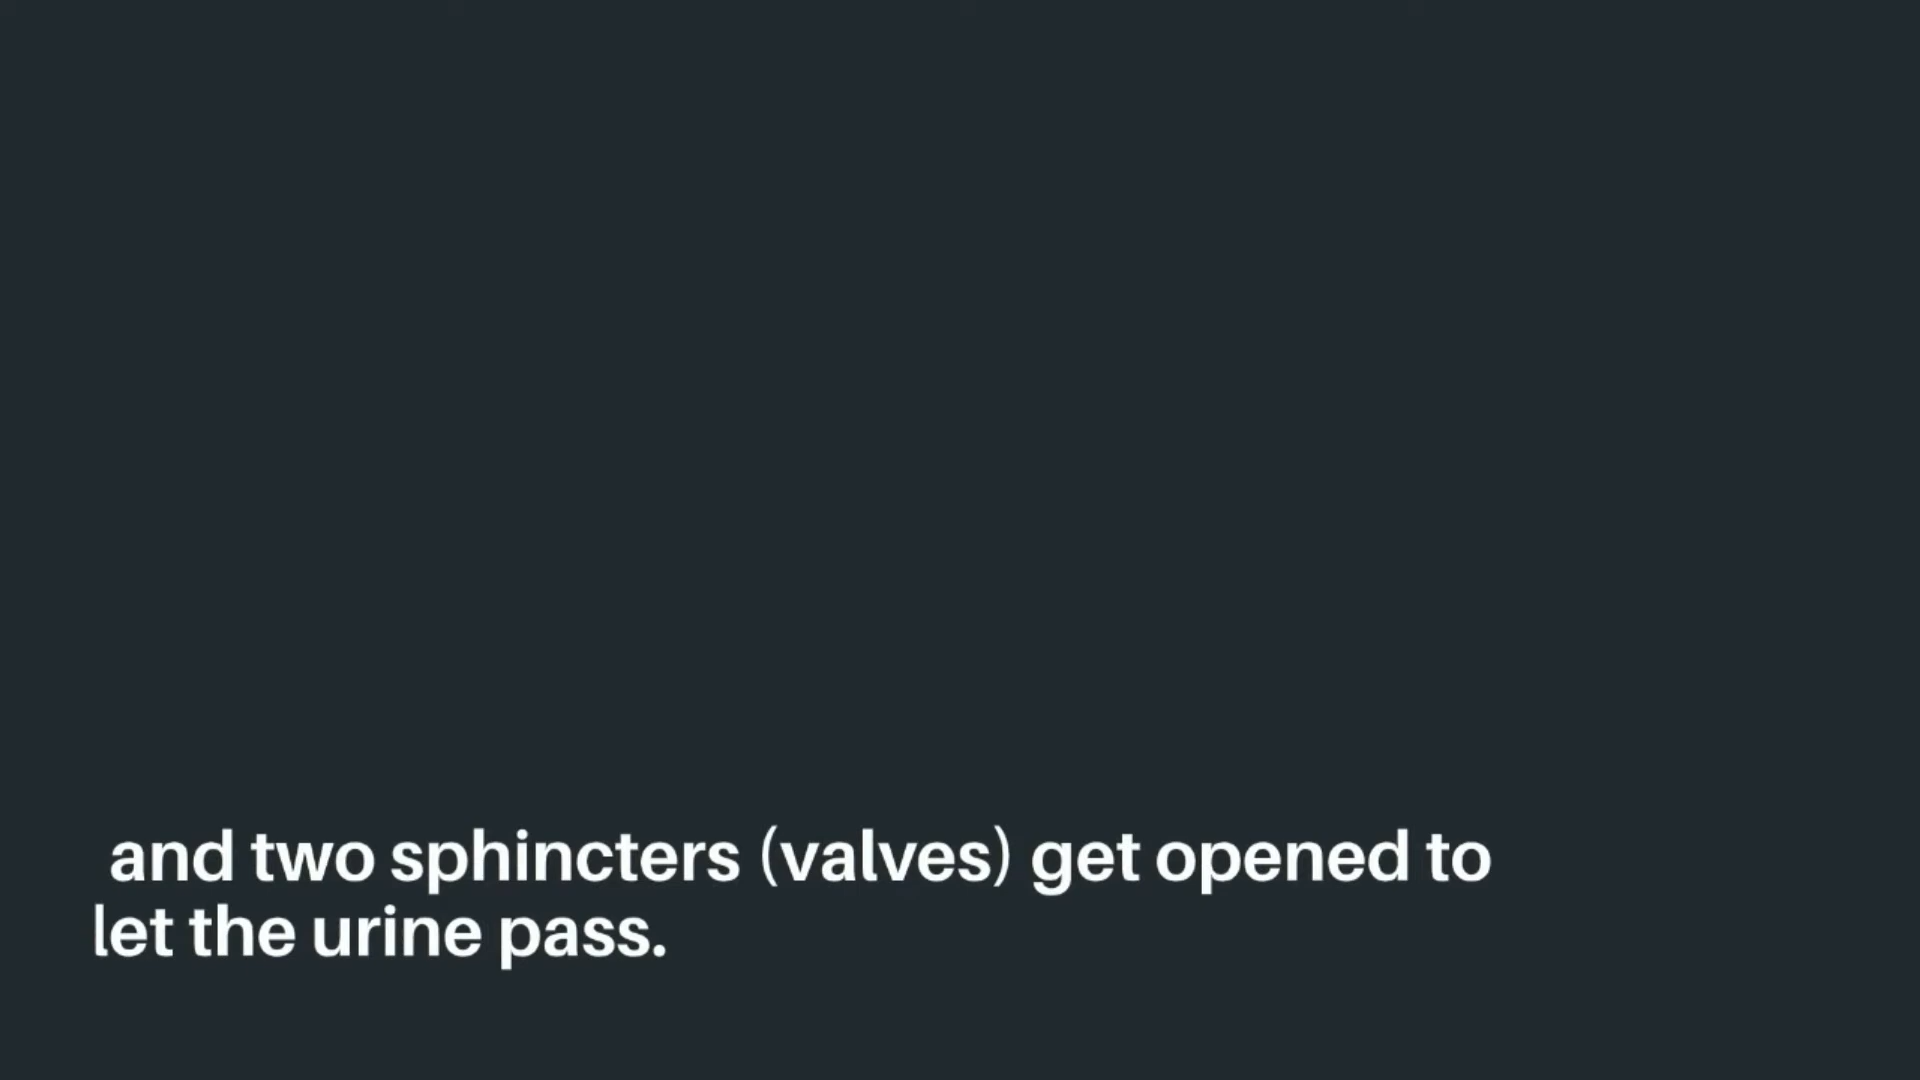 and two sphincters (valves) get opened to
let the urine pass.